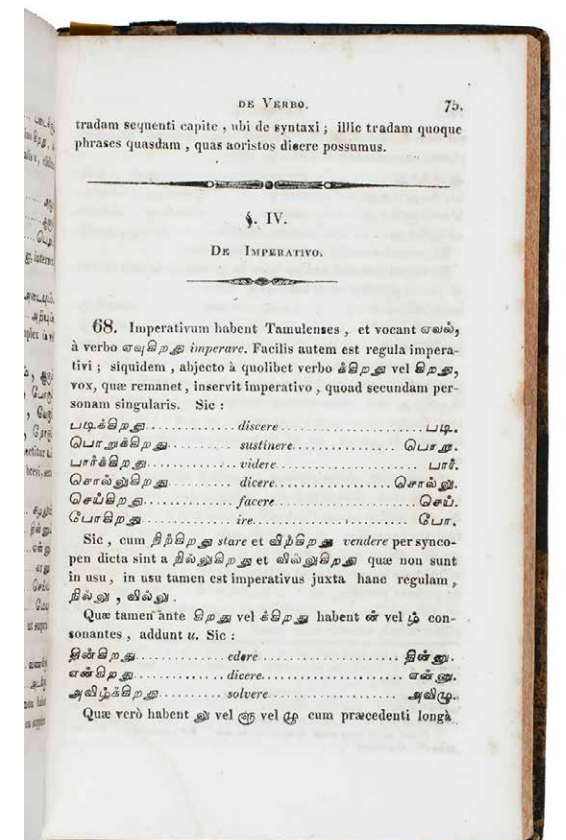 DE VERBO. 75.
tradam sequenti capite , ubi de syntaxi ; illic tradam quoque
phrases quasdam , quas aoristos dicere possumus.
§. IV.
DE IMPERATIVO.
68. Imperativum habent Tamulenses , et vocant ஏவல்,
à verbo ஏவுகிறது imperare. Facilis autem est regula impera-
tivi ; siquidem , abjecto à quolibet verbo க்கிறது vel கிறது,
vox, quæ remanet, inservit imperativo , quoad secundam per-
sonam singularis. Sic :
படிக்கிறது............... discere.................... படி.
பொறுக்கிறது.......... sustinere................ பொறு.
பார்க்கிறது............. videre...................... பார்.
சொல்லுகிறது.......... dicere.................. சொல்லு.
செய்கிறது.............. facere.................... செய்.
போகிறது................ ire........................ போ.
Sic , cum நிற்கிறது stare et விற்கிறது vendere per synco-
pen dicta sint a நில்லுகிறது et வில்லுகிறது quæ non sunt
in usu, in usu tamen est imperativus juxta hanc regulam ,
நில்லு , வில்லு .
Quæ tamen ante கிறது vel க்கிறது habent ன் vel ழ் con-
sonantes , addunt u. Sic :
தின்கிறது............... edere.................... தின்னு.
என்கிறது............... dicere.................... என்னு.
அவிழ்க்கிறது.......... solvere.................. அவிழு.
Quæ verò habent லு vel ளு vel ழு cum præcedenti longà